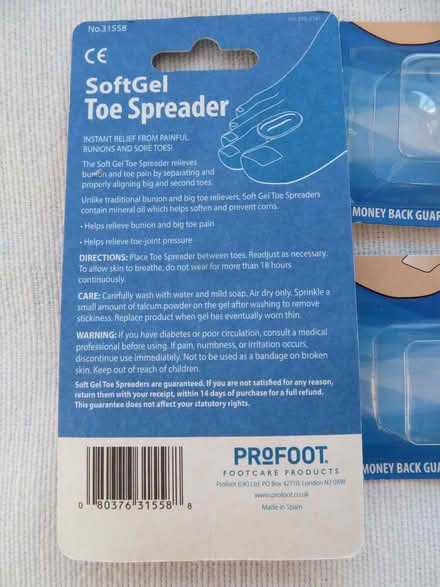 No.31558
CE
SoftGel
Toe Spreader
INSTANT RELIEF FROM PAINFUL
BUNIONS AND SORE TOES!
The Soft Gel Toe Spreader relieves
bunion and toe pain by separating and
properly aligning big and second toes.
Unlike traditional bunion and big toe relievers, Soft Gel Toe Spreaders
contain mineral oil which helps soften and prevent corns.
• Helps relieve bunion and big toe pain
• Helps relieve toe-joint pressure
DIRECTIONS: Place Toe Spreader between toes. Readjust as necessary.
To allow skin to breathe, do not wear for more than 18 hours
continuously.
CARE: Carefully wash with water and mild soap. Air dry only. Sprinkle a
small amount of talcum powder on the gel after washing to remove
stickiness. Replace product when gel has eventually worn thin.
WARNING: If you have diabetes or poor circulation, consult a medical
professional before using. If pain, numbness, or irritation occurs,
discontinue use immediately. Not to be used as a bandage on broken
skin. Keep out of reach of children.
Soft Gel Toe Spreaders are guaranteed. If you are not satisfied for any reason,
return them with your receipt, within 14 days of purchase for a full refund.
This guarantee does not affect your statutory rights.
0 80376 31558 8
PROFOOT.
FOOTCARE PRODUCTS
Profoot (UK) Ltd. PO Box 42710, London N2 0XW
www.profoot.co.uk
Made in Spain
MONEY BACK GUAR
MONEY BACK GUA